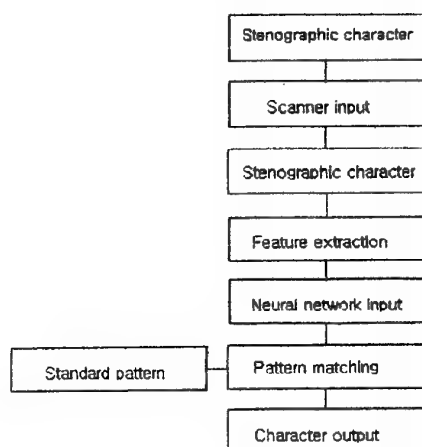 Stenographic character
Scanner input
Stenographic character
Feature extraction
Neural network input
Standard pattern
Pattern matching
Character output